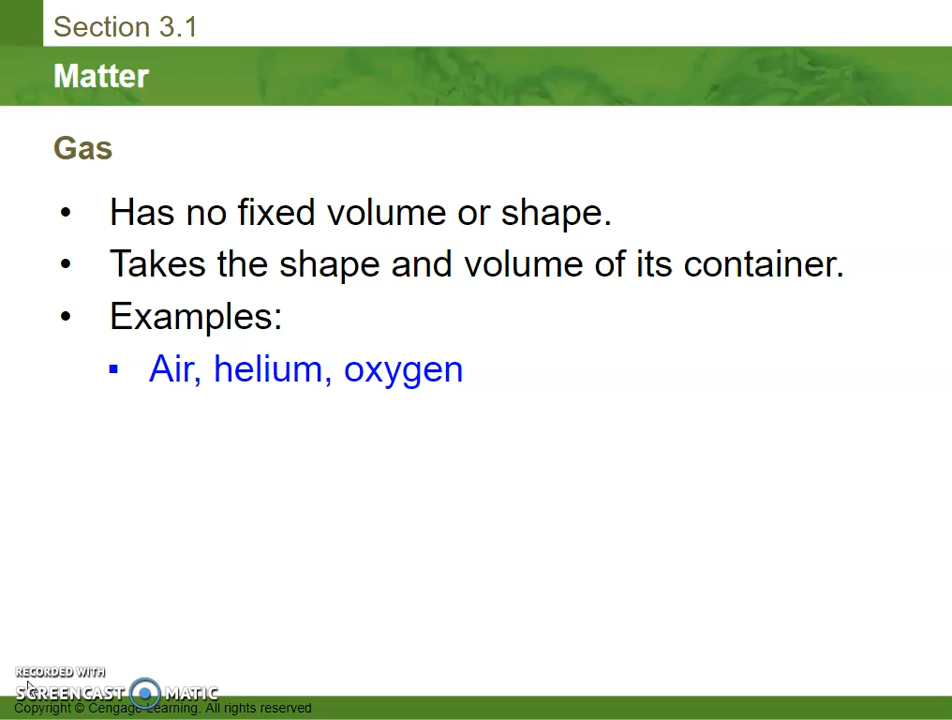 Section 3.1
Matter
Gas
• Has no fixed volume or shape.
• Takes the shape and volume of its container.
• Examples:
▪ Air, helium, oxygen
RECORDED WITH
SCREENCAST MATIC
Copyright © Cengage Learning. All rights reserved